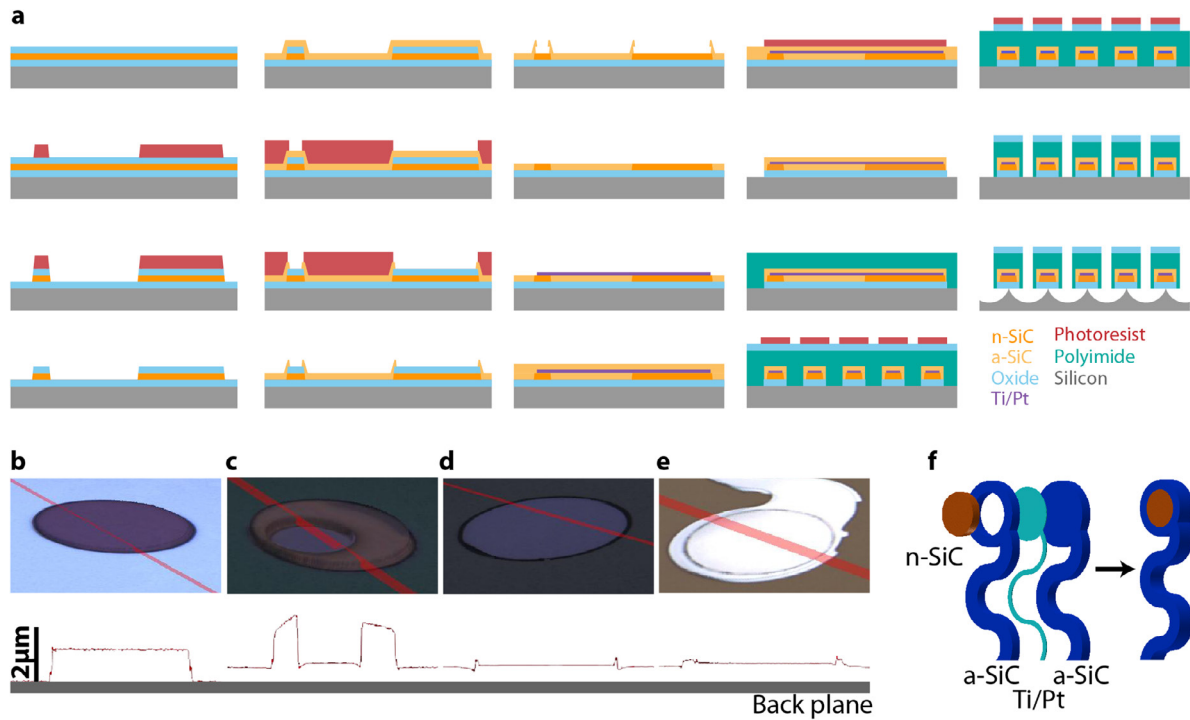 a
n-SiC Photoresist
a-SiC Polyimide
Oxide Silicon
Ti/Pt
b
c
d
e
f
2µm
Back plane
n-SiC
a-SiC a-SiC
Ti/Pt